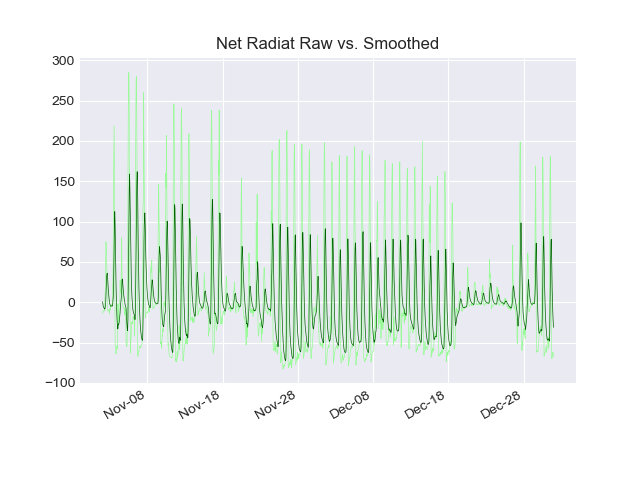 Net Radiat Raw vs. Smoothed
300
250
200
150
100
50
0
−50
−100
Nov-08
Nov-18
Nov-28
Dec-08
Dec-18
Dec-28